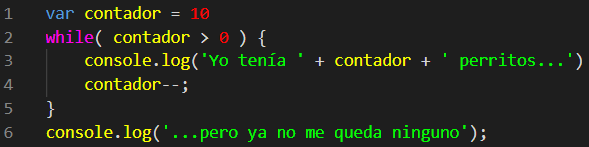 1 var contador = 10
2 while( contador > 0 ) {
3 console.log('Yo tenía ' + contador + ' perritos...')
4 contador--;
5 }
6 console.log('...pero ya no me queda ninguno');